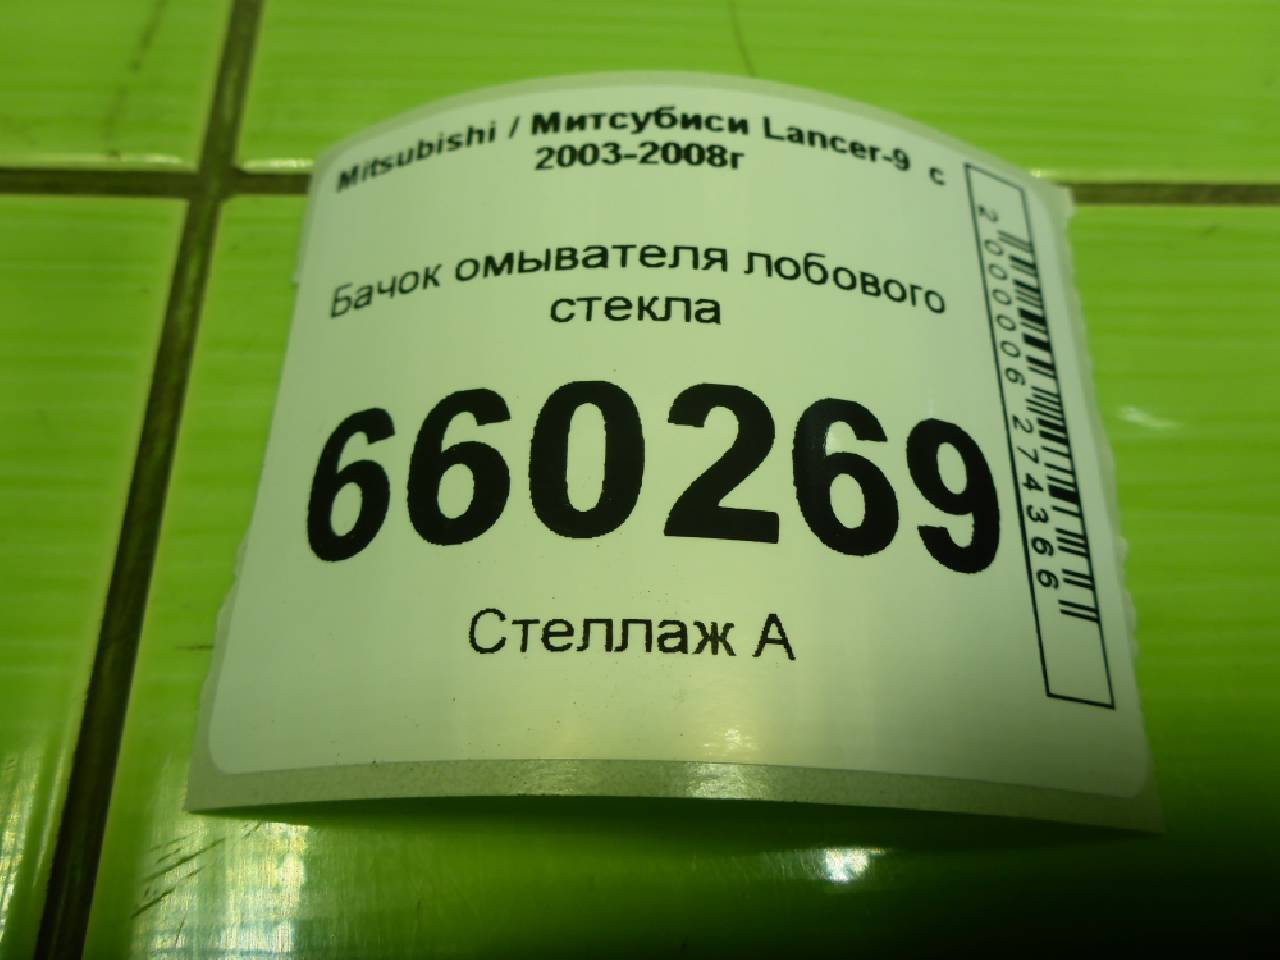 Mitsubishi / Митсубиси Lancer-9 с
2003-2008г
Бачок омывателя лобового
стекла
660269
Стеллаж А
2000006274366